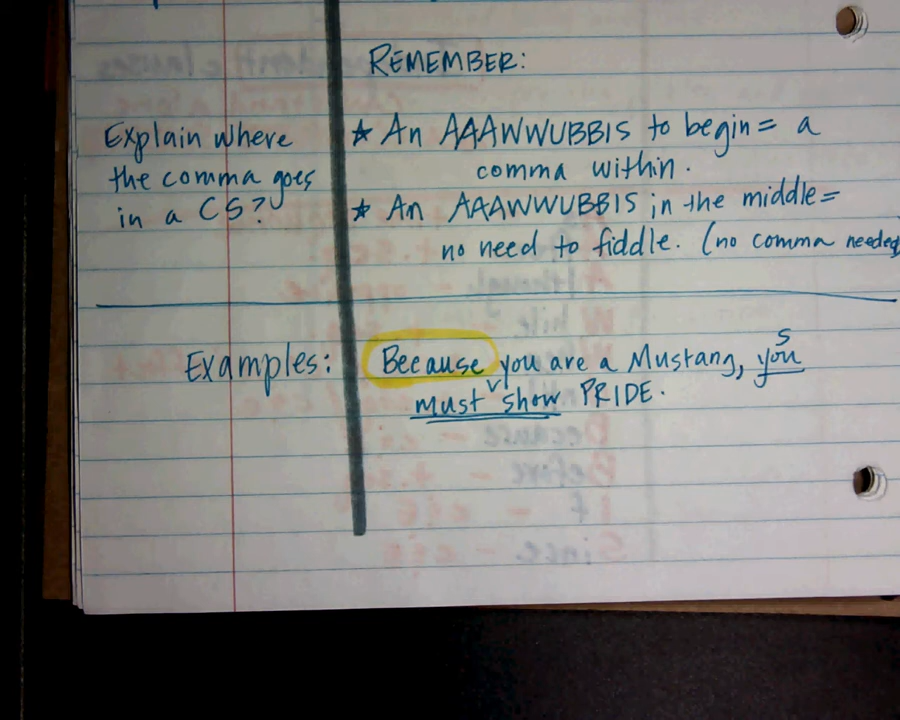 REMEMBER:
Explain where
the comma goes
in a CS?
★ An AAAWWUBBIS to begin = a
comma within.
★ An AAAWWUBBIS in the middle =
no need to fiddle. (no comma needed
Examples:
S
Because you are a Mustang, you
V
must show PRIDE.